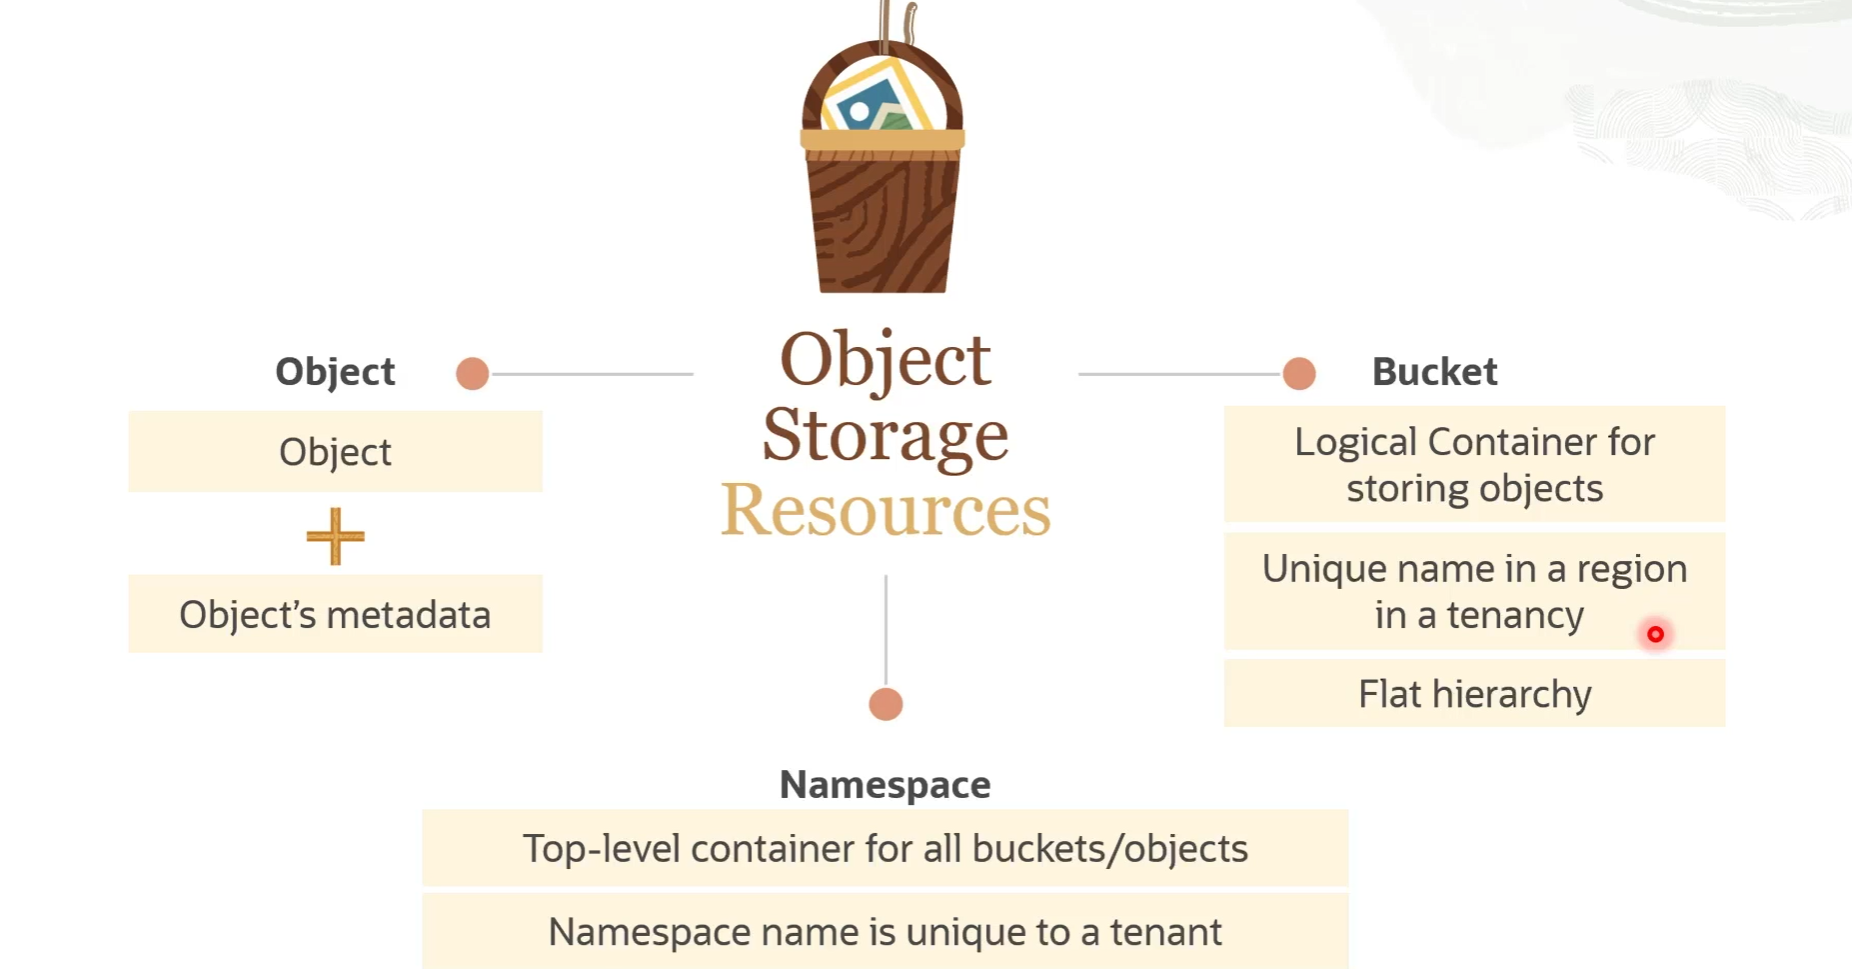 Object
Storage
Resources
Object
Object
Object’s metadata
Bucket
Logical Container for
storing objects
Unique name in a region
in a tenancy
Flat hierarchy
Namespace
Top-level container for all buckets/objects
Namespace name is unique to a tenant